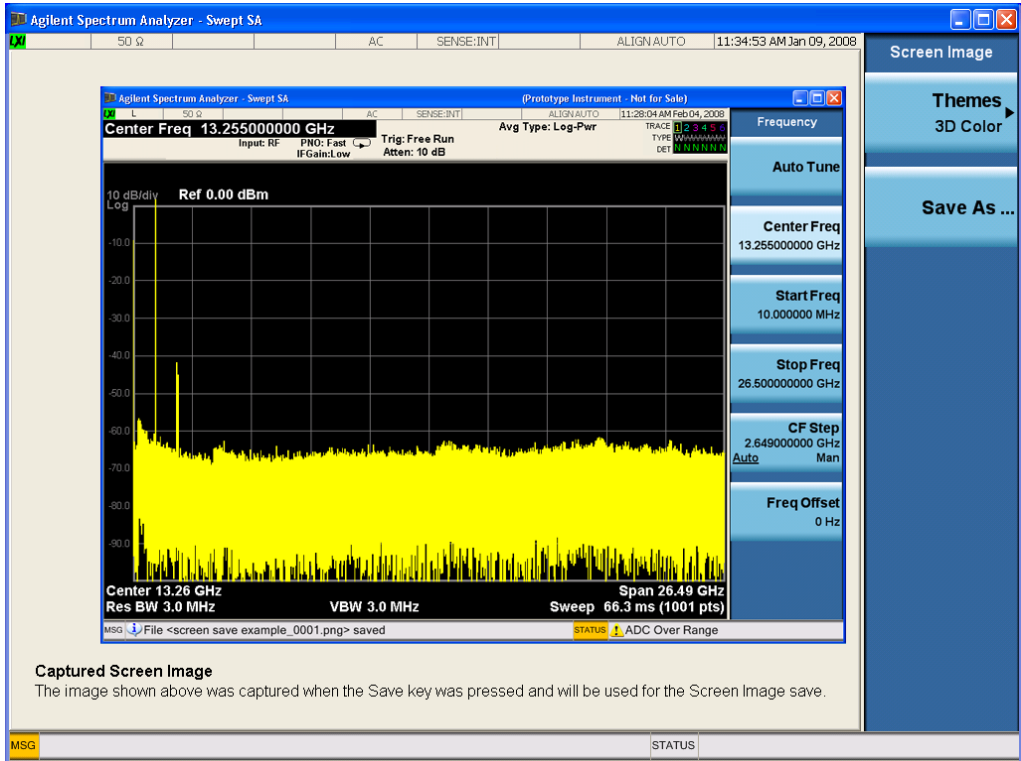 Agilent Spectrum Analyzer - Swept SA
LXI 50 Ω AC SENSE:INT ALIGN AUTO 11:34:53 AM Jan 09, 2008
Screen Image
Themes
3D Color
Save As ...
Agilent Spectrum Analyzer - Swept SA (Prototype Instrument - Not for Sale)
LXI L 50 Ω AC SENSE:INT ALIGNAUTO 11:28:04 AM Feb 04, 2008
Center Freq 13.255000000 GHz
Input: RF PNO: Fast
IFGain:Low
Trig: Free Run
Atten: 10 dB
Avg Type: Log-Pwr
TRACE 1 2 3 4 5 6
TYPE WWWWWW
DET N N N N N N
Frequency
Auto Tune
Center Freq
13.255000000 GHz
Start Freq
10.000000 MHz
Stop Freq
26.500000000 GHz
CF Step
2.649000000 GHz
Auto Man
Freq Offset
0 Hz
10 dB/div Ref 0.00 dBm
Log
-10.0
-20.0
-30.0
-40.0
-50.0
-60.0
-70.0
-80.0
-90.0
Center 13.26 GHz Span 26.49 GHz
Res BW 3.0 MHz VBW 3.0 MHz Sweep 66.3 ms (1001 pts)
MSG File <screen save example_0001.png> saved STATUS ADC Over Range
Captured Screen Image
The image shown above was captured when the Save key was pressed and will be used for the Screen Image save.
MSG STATUS